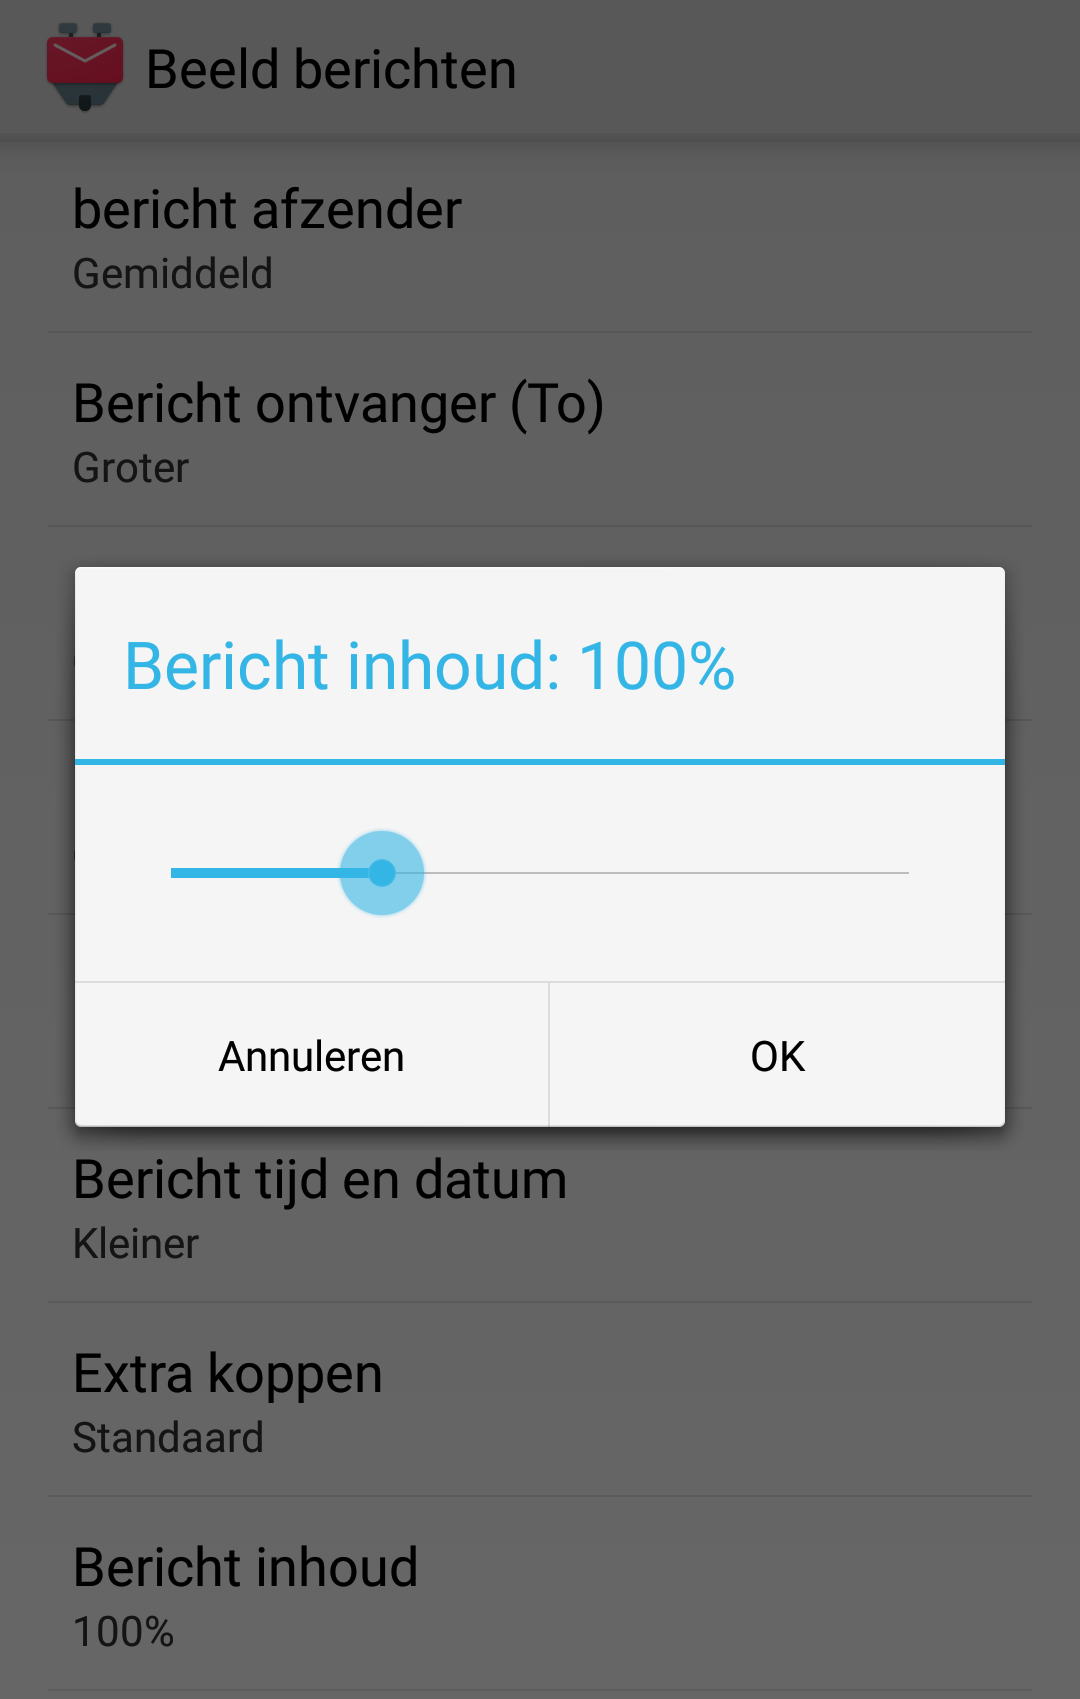 Beeld berichten
bericht afzender
Gemiddeld
Bericht ontvanger (To)
Groter
Bericht inhoud: 100%
Annuleren
OK
Bericht tijd en datum
Kleiner
Extra koppen
Standaard
Bericht inhoud
100%